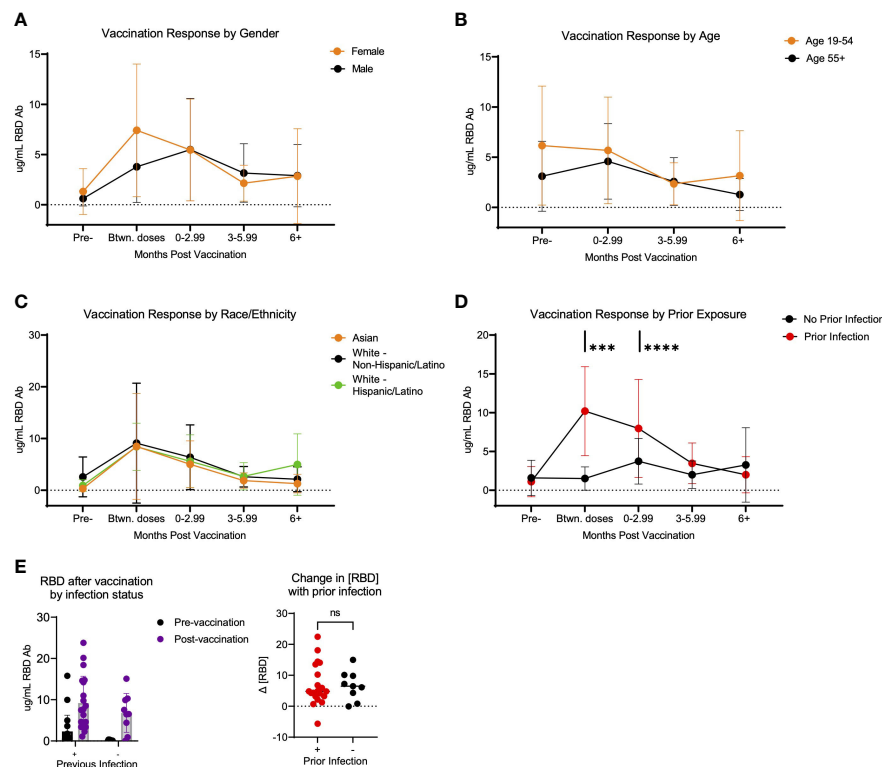 A
Vaccination Response by Gender
Female
Male
15
10
5
0
ug/mL RBD Ab
Pre-
Btwn. doses
0-2.99
3-5.99
6+
Months Post Vaccination
B
Vaccination Response by Age
Age 19-54
Age 55+
15
10
5
0
ug/mL RBD Ab
Pre-
0-2.99
3-5.99
6+
Months Post Vaccination
C
Vaccination Response by Race/Ethnicity
Asian
White -
Non-Hispanic/Latino
White -
Hispanic/Latino
30
20
10
0
ug/mL RBD Ab
Pre-
Btwn. doses
0-2.99
3-5.99
6+
Months Post Vaccination
D
Vaccination Response by Prior Exposure
No Prior Infection
Prior Infection
20
15
10
5
0
ug/mL RBD Ab
***
****
Pre-
Btwn. doses
0-2.99
3-5.99
6+
Months Post Vaccination
E
RBD after vaccination
by infection status
Pre-vaccination
Post-vaccination
30
20
10
0
ug/mL RBD Ab
+
-
Previous Infection
Change in [RBD]
with prior infection
ns
30
20
10
0
-10
Δ [RBD]
+
-
Prior Infection